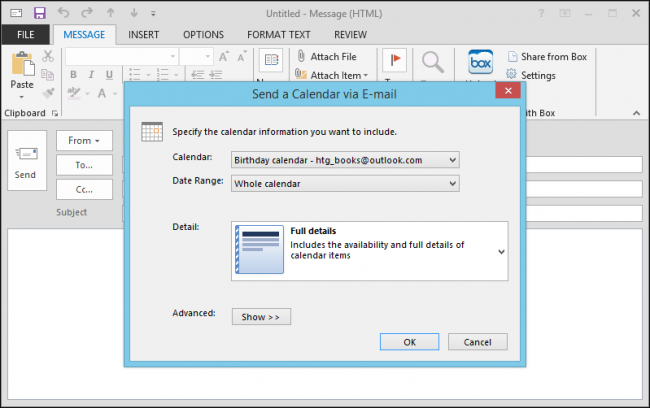 Untitled - Message (HTML)
FILE MESSAGE INSERT OPTIONS FORMAT TEXT REVIEW
Paste
B I U
A
A A
Attach File
Attach Item
box
Share from Box
Settings
Clipboard
Send a Calendar via E-mail
Specify the calendar information you want to include.
Calendar: Birthday calendar - htg_books@outlook.com
Date Range: Whole calendar
Detail: Full details
Includes the availability and full details of
calendar items
Advanced: Show >>
OK Cancel
Send
From
To...
Cc...
Subject